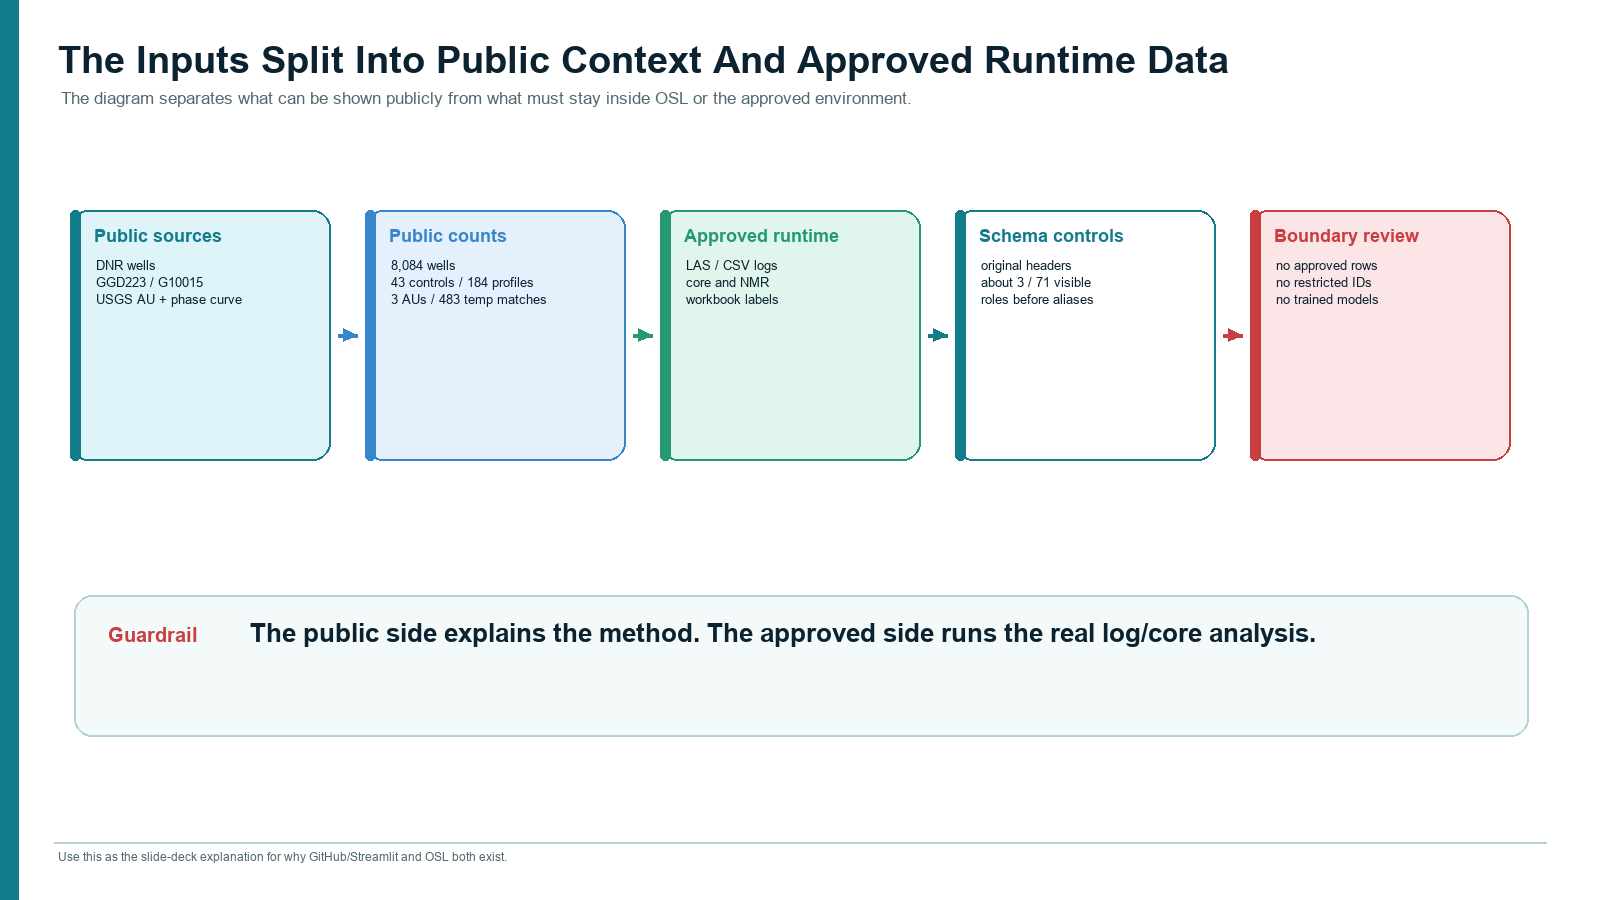 The Inputs Split Into Public Context And Approved Runtime Data
The diagram separates what can be shown publicly from what must stay inside OSL or the approved environment.
Public sources
DNR wells
GGD223 / G10015
USGS AU + phase curve
Public counts
8,084 wells
43 controls / 184 profiles
3 AUs / 483 temp matches
Approved runtime
LAS / CSV logs
core and NMR
workbook labels
Schema controls
original headers
about 3 / 71 visible
roles before aliases
Boundary review
no approved rows
no restricted IDs
no trained models
Guardrail
The public side explains the method. The approved side runs the real log/core analysis.
Use this as the slide-deck explanation for why GitHub/Streamlit and OSL both exist.